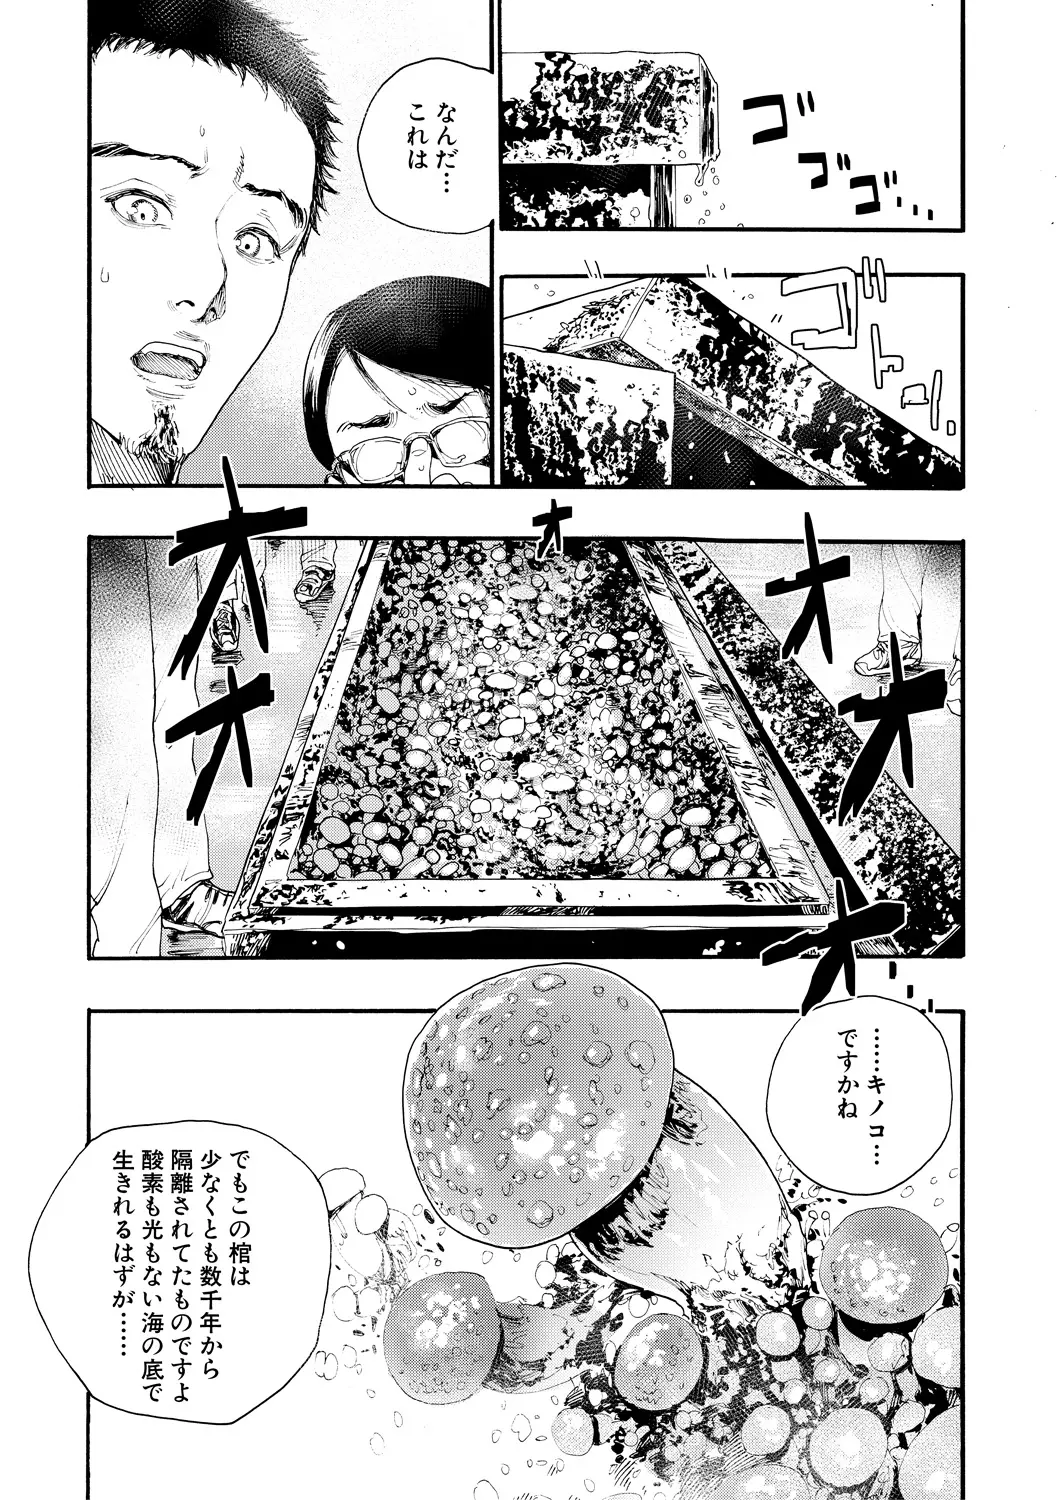 ゴ
ゴゴ…
ゴトッ
なんだ…
これは
オ
オ
オ
オ
オ
オ…
……キノコ…
ですかね
でもこの棺は
少なくとも数千年から
隔離されてたものですよ
酸素も光もない海の底で
生きれるはずが……